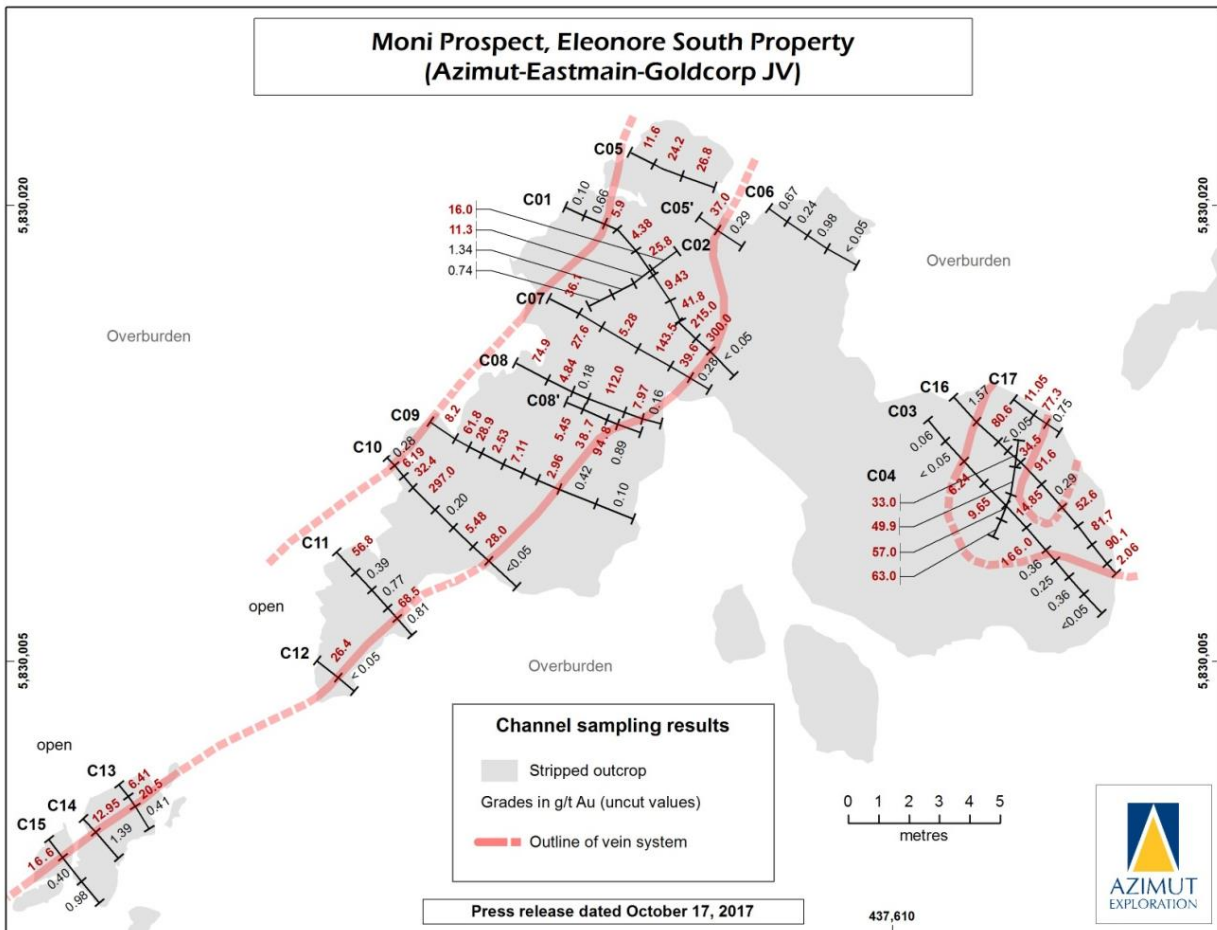 Moni Prospect, Eleonore South Property
(Azimut-Eastmain-Goldcorp JV)
5,830,020
5,830,020
C05
11.6
24.2
26.8
C01
0.10
0.66
5.9
4.38
C05'
37.0
0.29
C06
0.67
0.24
0.98
< 0.05
16.0
11.3
1.34
0.74
C02
25.8
9.43
41.8
215.0
300.0
< 0.05
Overburden
Overburden
C07
36.1
27.6
5.28
143.5
39.6
0.28
C08
74.9
4.84
0.18
112.0
7.97
0.16
C08'
5.45
38.7
94.8
0.89
C09
8.2
61.8
28.9
2.53
7.11
2.96
0.42
0.10
C10
0.28
6.19
32.4
297.0
0.20
5.48
28.0
<0.05
C16
1.57
80.6
< 0.05
34.5
91.6
0.29
52.6
81.7
90.1
2.06
C17
11.05
77.3
0.75
C03
0.06
< 0.05
6.24
9.65
14.85
166.0
0.36
0.25
0.36
<0.05
C04
33.0
49.9
57.0
63.0
C11
56.8
0.39
0.77
68.5
0.81
open
C12
26.4
< 0.05
Overburden
5,830,005
5,830,005
open
C13
6.41
20.5
0.41
C14
12.95
1.39
C15
16.6
0.40
0.98
Channel sampling results
Stripped outcrop
Grades in g/t Au (uncut values)
Outline of vein system
0 1 2 3 4 5
metres
Press release dated October 17, 2017
437,610
AZIMUT
EXPLORATION